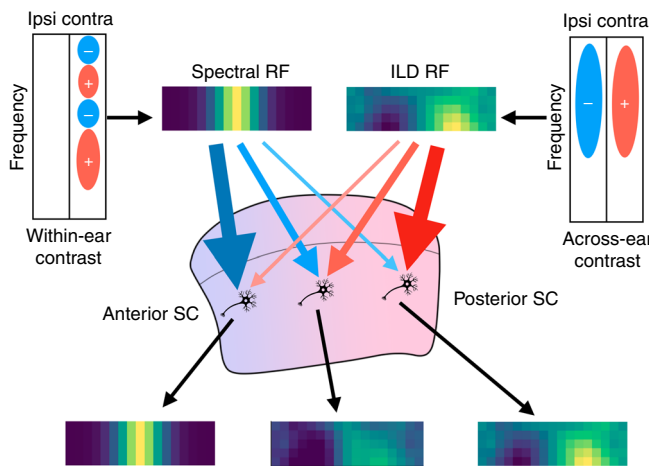 Ipsi contra
Ipsi contra
Spectral RF
ILD RF
−
+
−
+
−
+
Frequency
Frequency
Within-ear
contrast
Across-ear
contrast
Anterior SC
Posterior SC